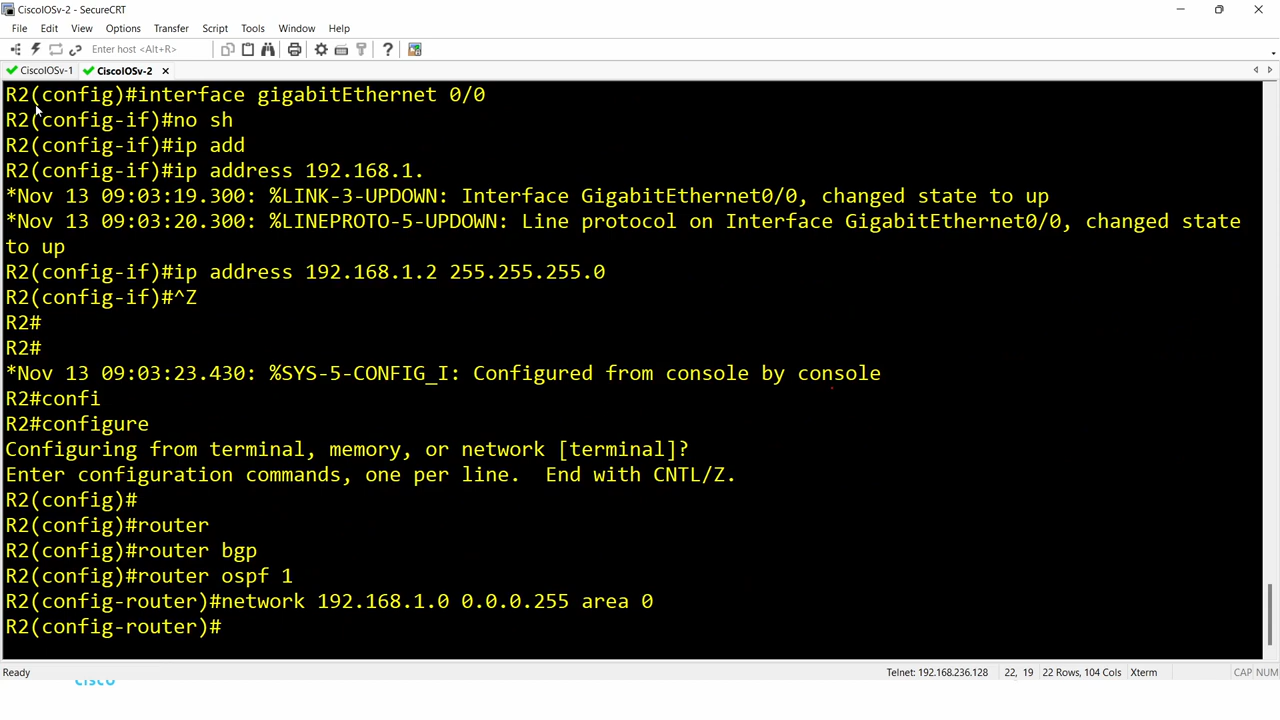 CiscoIOSv-2 - SecureCRT
File Edit View Options Transfer Script Tools Window Help
Enter host <Alt+R>
CiscoIOSv-1 CiscoIOSv-2
R2(config)#interface gigabitEthernet 0/0
R2(config-if)#no sh
R2(config-if)#ip add
R2(config-if)#ip address 192.168.1.
*Nov 13 09:03:19.300: %LINK-3-UPDOWN: Interface GigabitEthernet0/0, changed state to up
*Nov 13 09:03:20.300: %LINEPROTO-5-UPDOWN: Line protocol on Interface GigabitEthernet0/0, changed state
to up
R2(config-if)#ip address 192.168.1.2 255.255.255.0
R2(config-if)#^Z
R2#
R2#
*Nov 13 09:03:23.430: %SYS-5-CONFIG_I: Configured from console by console
R2#confi
R2#configure
Configuring from terminal, memory, or network [terminal]?
Enter configuration commands, one per line.  End with CNTL/Z.
R2(config)#
R2(config)#router
R2(config)#router bgp
R2(config)#router ospf 1
R2(config-router)#network 192.168.1.0 0.0.0.255 area 0
R2(config-router)#
Ready Telnet: 192.168.236.128 22, 19 22 Rows, 104 Cols Xterm CAP NUM
cisco